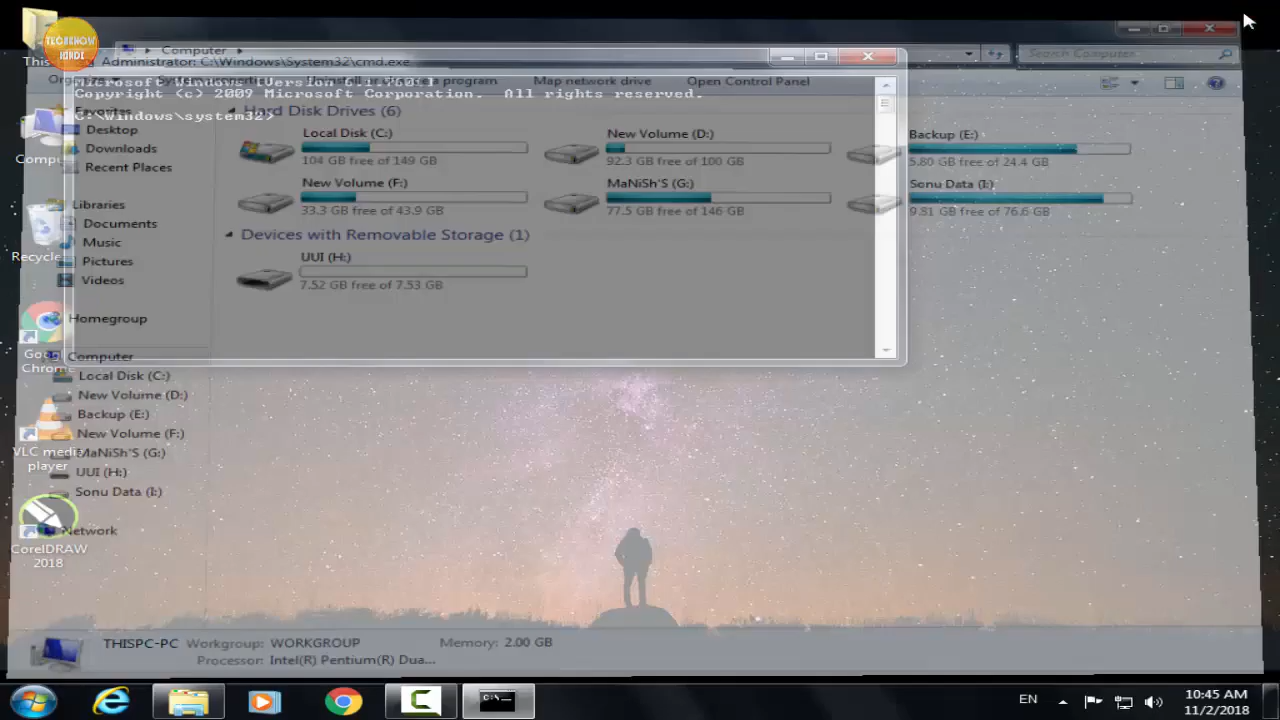 TECHKNOW
Computer
Administrator: C:\Windows\System32\cmd.exe
Search Computer
a program
Map network drive
Open Control Panel
Microsoft Windows [Version 6.1.7601]
Copyright (c) 2009 Microsoft Corporation. All rights reserved.
C:\Windows\system32>
Hard Disk Drives (6)
Local Disk (C:)
104 GB free of 149 GB
New Volume (D:)
92.3 GB free of 100 GB
Backup (E:)
5.80 GB free of 24.4 GB
New Volume (F:)
33.3 GB free of 43.9 GB
MaNiSh'S (G:)
77.5 GB free of 146 GB
Sonu Data (I:)
9.81 GB free of 76.6 GB
Devices with Removable Storage (1)
UUI (H:)
7.52 GB free of 7.53 GB
Favorites
Desktop
Downloads
Recent Places
Libraries
Documents
Music
Pictures
Videos
Homegroup
Computer
Local Disk (C:)
New Volume (D:)
Backup (E:)
New Volume (F:)
MaNiSh'S (G:)
UUI (H:)
Sonu Data (I:)
Network
Chrome
VLC
player
CorelDRAW
2018
THISPC-PC
Workgroup: WORKGROUP
Memory: 2.00 GB
Processor: Intel(R) Pentium(R) Dua...
EN
10:45 AM
11/2/2018